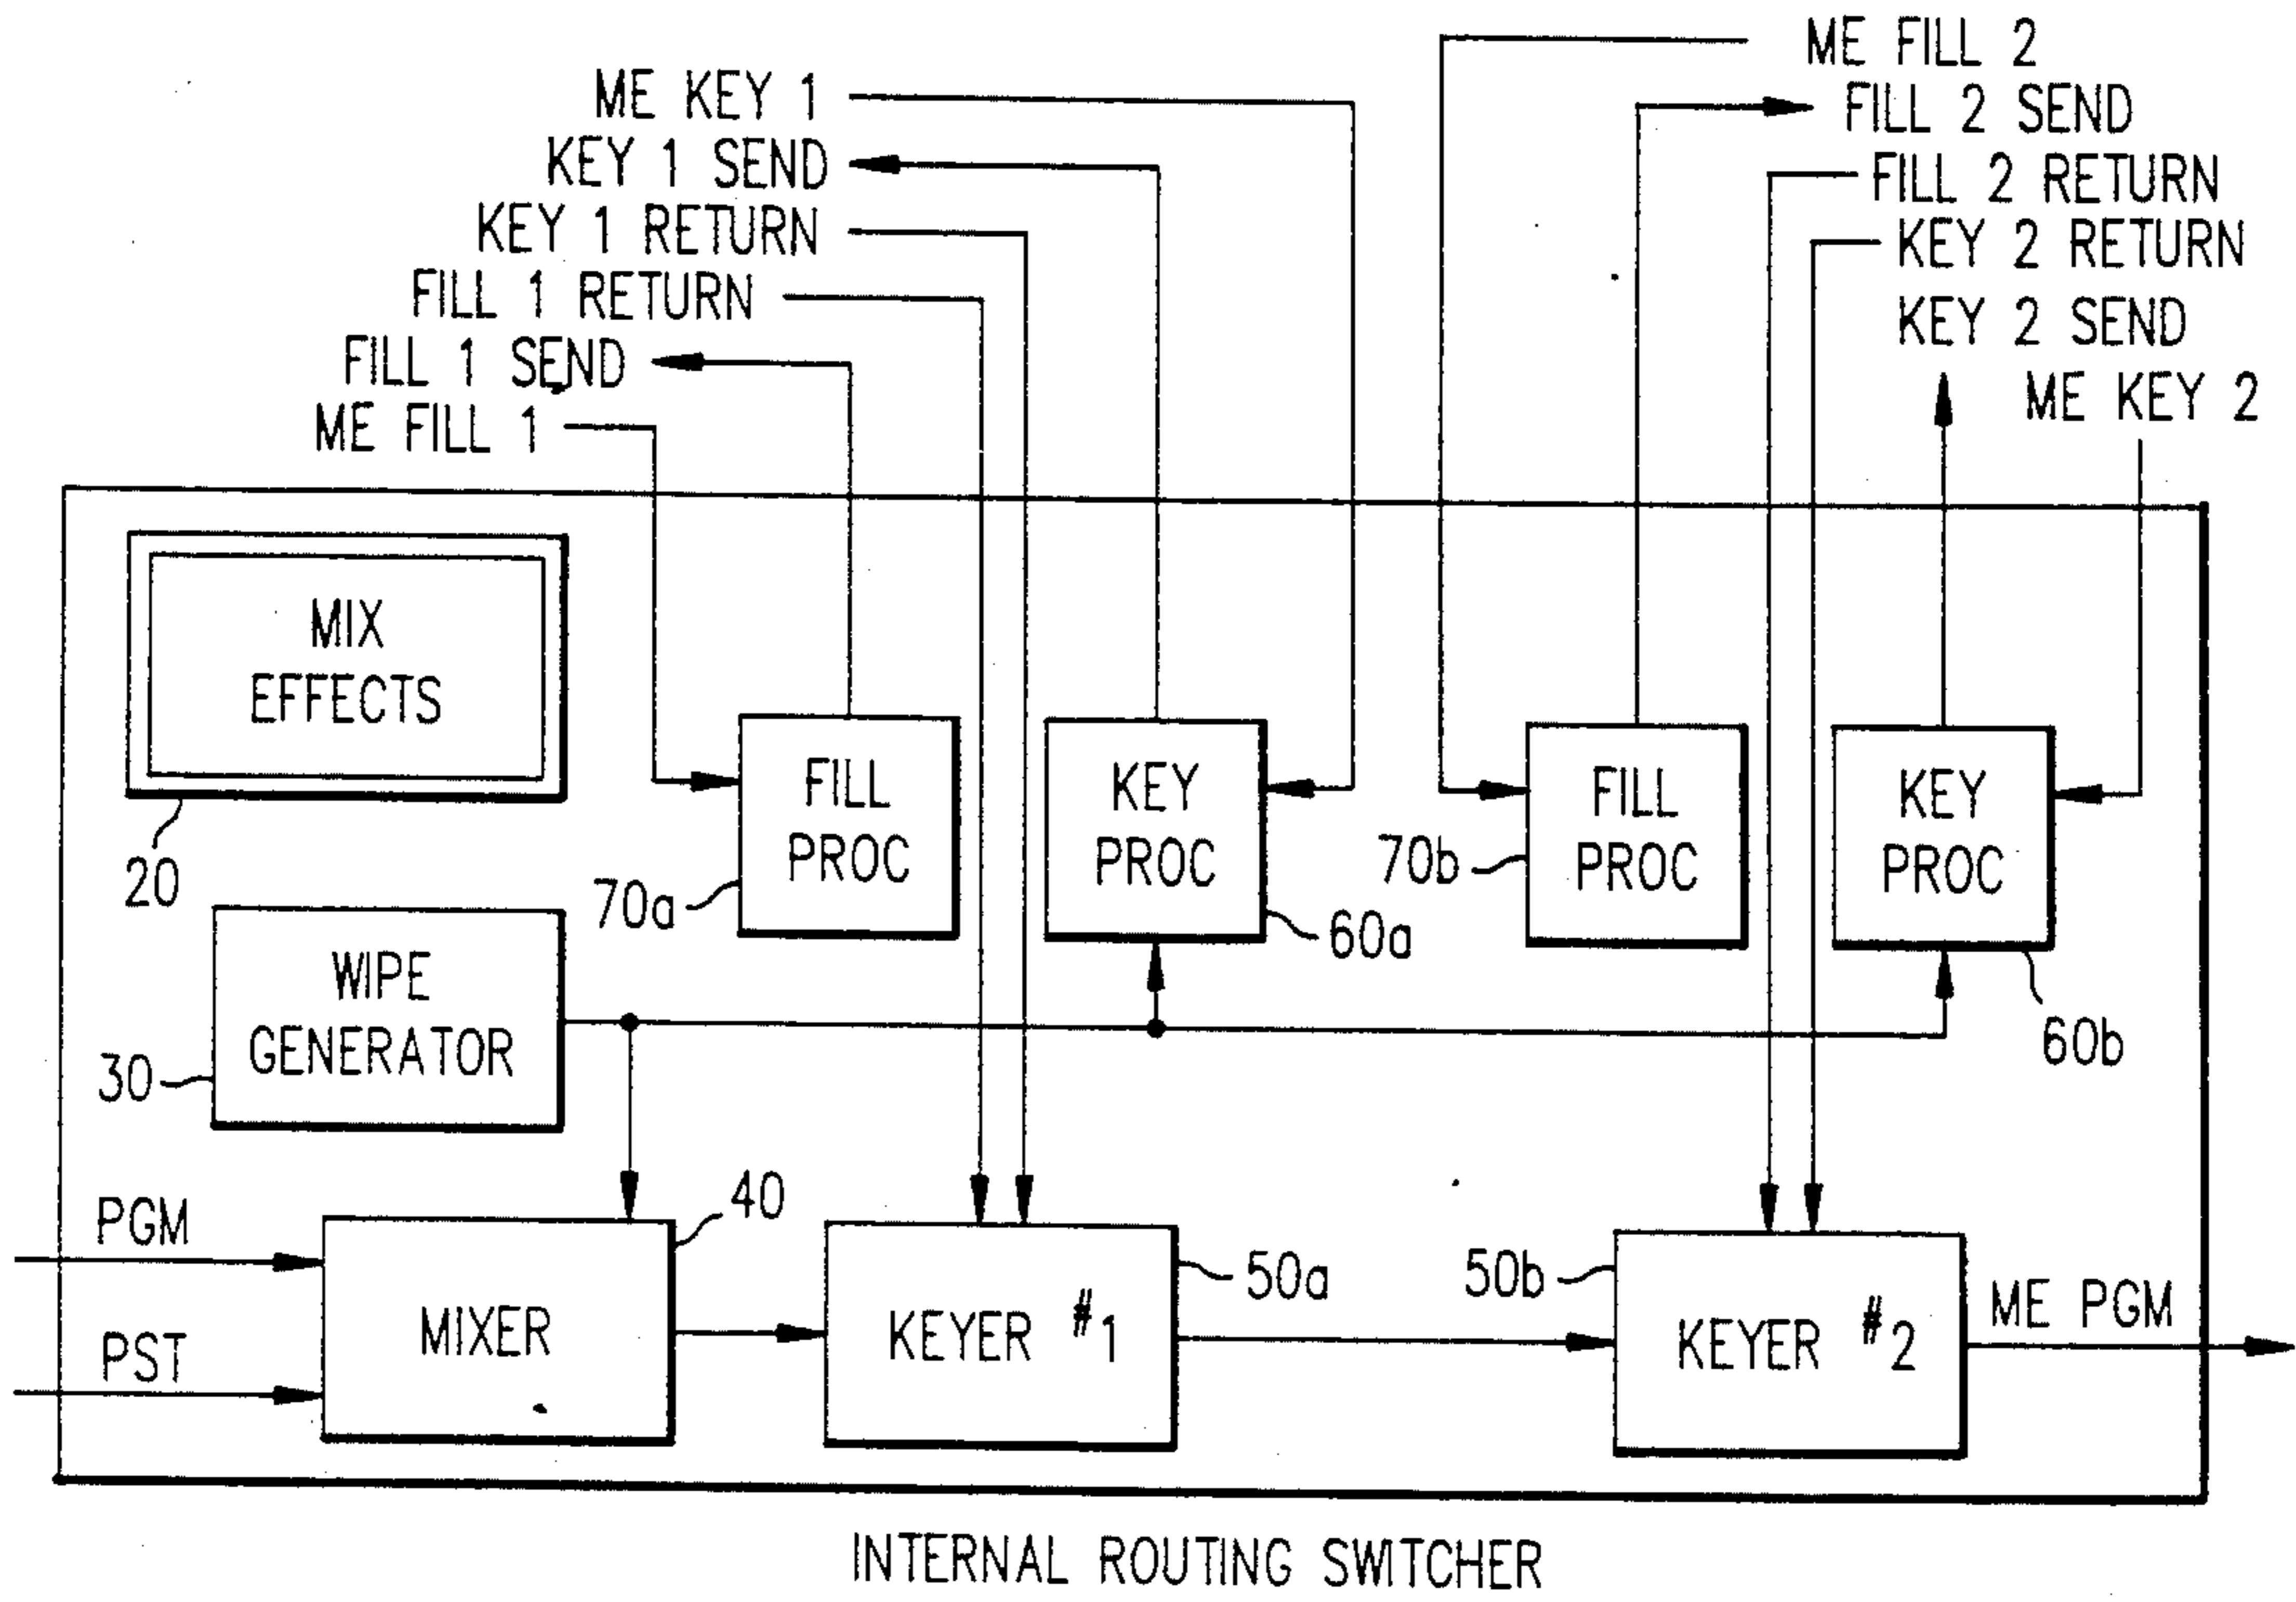 ME KEY 1
KEY 1 SEND
KEY 1 RETURN
FILL 1 RETURN
FILL 1 SEND
ME FILL 1
ME FILL 2
FILL 2 SEND
FILL 2 RETURN
KEY 2 RETURN
KEY 2 SEND
ME KEY 2
MIX
EFFECTS
20
FILL
PROC
70a
KEY
PROC
60a
FILL
PROC
70b
KEY
PROC
60b
WIPE
GENERATOR
30
PGM
PST
MIXER
40
KEYER #1
50a
50b
KEYER #2
ME PGM
INTERNAL ROUTING SWITCHER